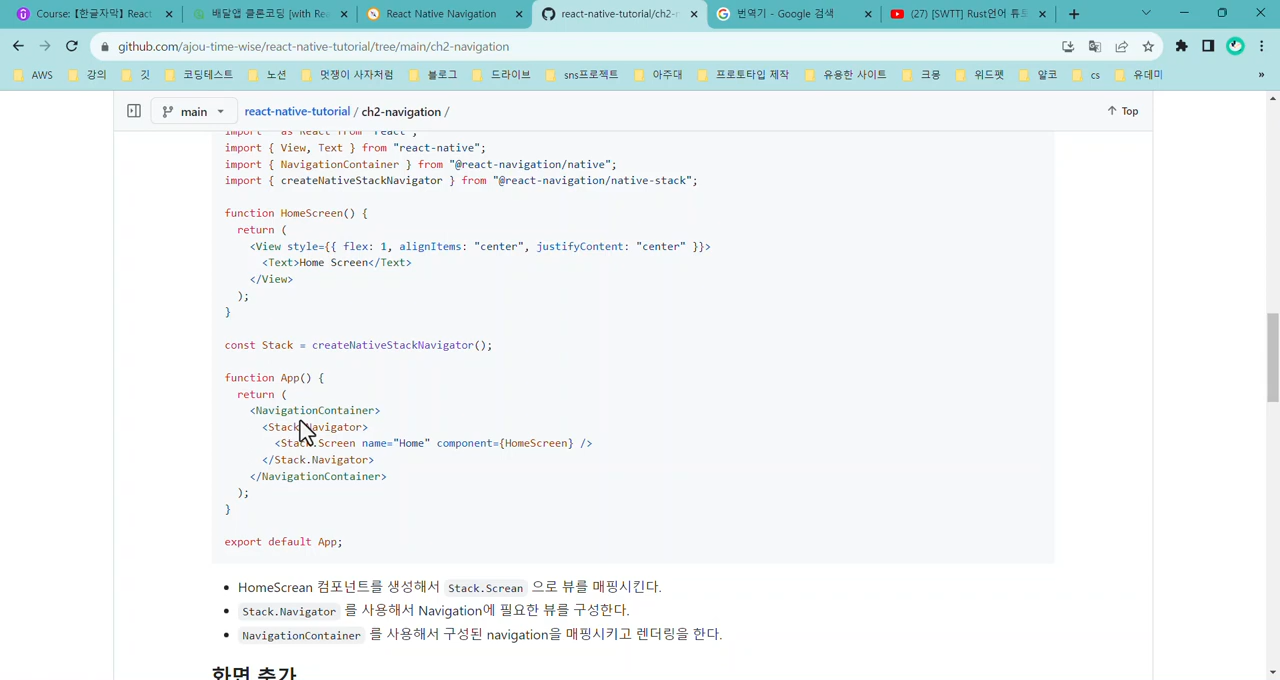 Course: 【한글자막】 React
배달앱 클론코딩 [with Re
React Native Navigation
react-native-tutorial/ch2-
번역기 - Google 검색
(27) [SWTT] Rust언어 튜토
github.com/ajou-time-wise/react-native-tutorial/tree/main/ch2-navigation
AWS 강의 깃 코딩테스트 노션 멋쟁이 사자처럼 블로그 드라이브 sns프로젝트 아주대 프로토타입 제작 유용한 사이트 크몽 위드펫 얄코 cs 유데미 »
main react-native-tutorial / ch2-navigation / Top
import * as React from "react";
import { View, Text } from "react-native";
import { NavigationContainer } from "@react-navigation/native";
import { createNativeStackNavigator } from "@react-navigation/native-stack";
function HomeScreen() {
return (
<View style={{ flex: 1, alignItems: "center", justifyContent: "center" }}>
<Text>Home Screen</Text>
</View>
);
}
const Stack = createNativeStackNavigator();
function App() {
return (
<NavigationContainer>
<Stack.Navigator>
<Stack.Screen name="Home" component={HomeScreen} />
</Stack.Navigator>
</NavigationContainer>
);
}
export default App;
• HomeScrean 컴포넌트를 생성해서 Stack.Screan 으로 뷰를 매핑시킨다.
• Stack.Navigator 를 사용해서 Navigation에 필요한 뷰를 구성한다.
• NavigationContainer 를 사용해서 구성된 navigation을 매핑시키고 렌더링을 한다.
화면 추가